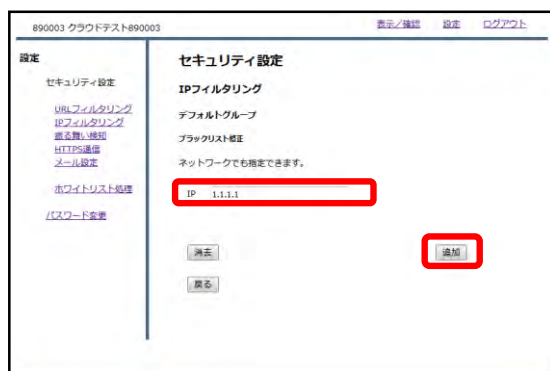 890003 クラウドテスト890003
表示／確認 設定 ログアウト
設定
セキュリティ設定
URLフィルタリング
IPフィルタリング
振る舞い検知
HTTPS通信
メール設定
ホワイトリスト処理
パスワード変更
セキュリティ設定
IPフィルタリング
デフォルトグループ
ブラックリスト修正
ネットワークでも指定できます。
IP 1.1.1.1
消去
追加
戻る